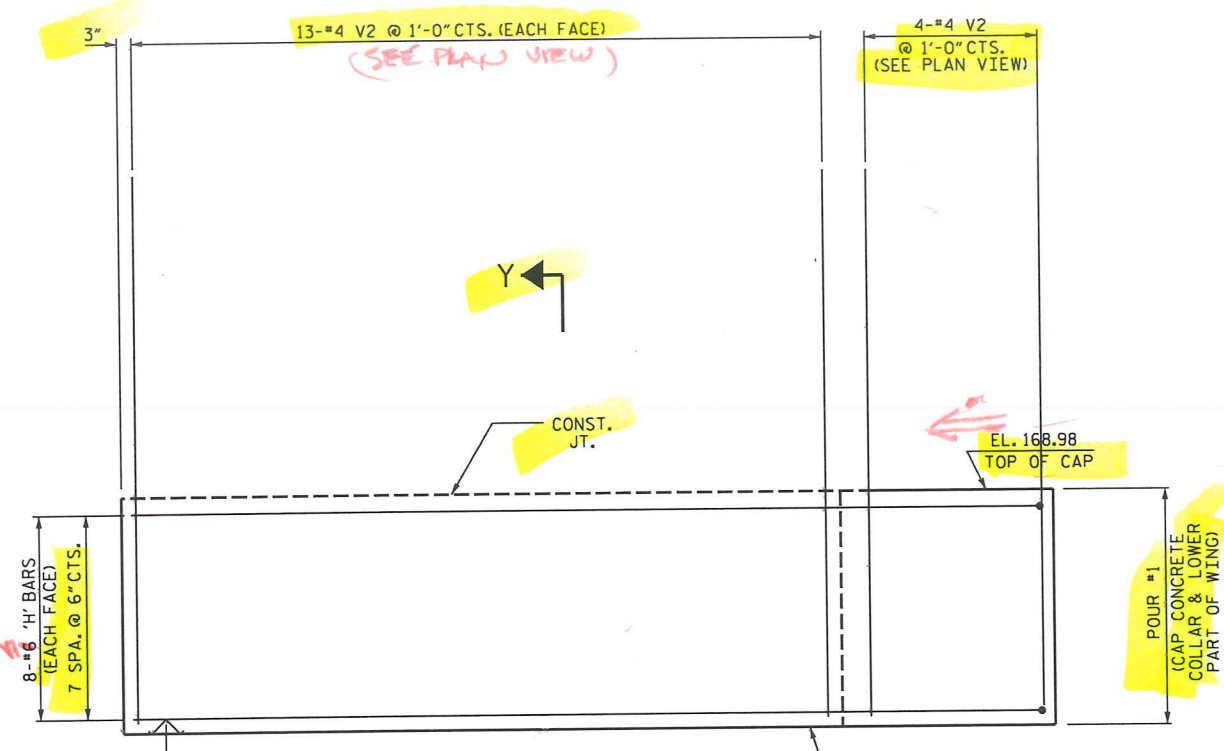 3"
13-#4 V2 @ 1'-0" CTS. (EACH FACE)
(SEE PLAN VIEW)
4-#4 V2
@ 1'-0" CTS.
(SEE PLAN VIEW)
Y
CONST.
JT.
EL. 168.98
TOP OF CAP
8-#6 'H' BARS
(EACH FACE)
7 SPA. @ 6" CTS.
POUR #1
(CAP CONCRETE
COLLAR & LOWER
PART OF WING)